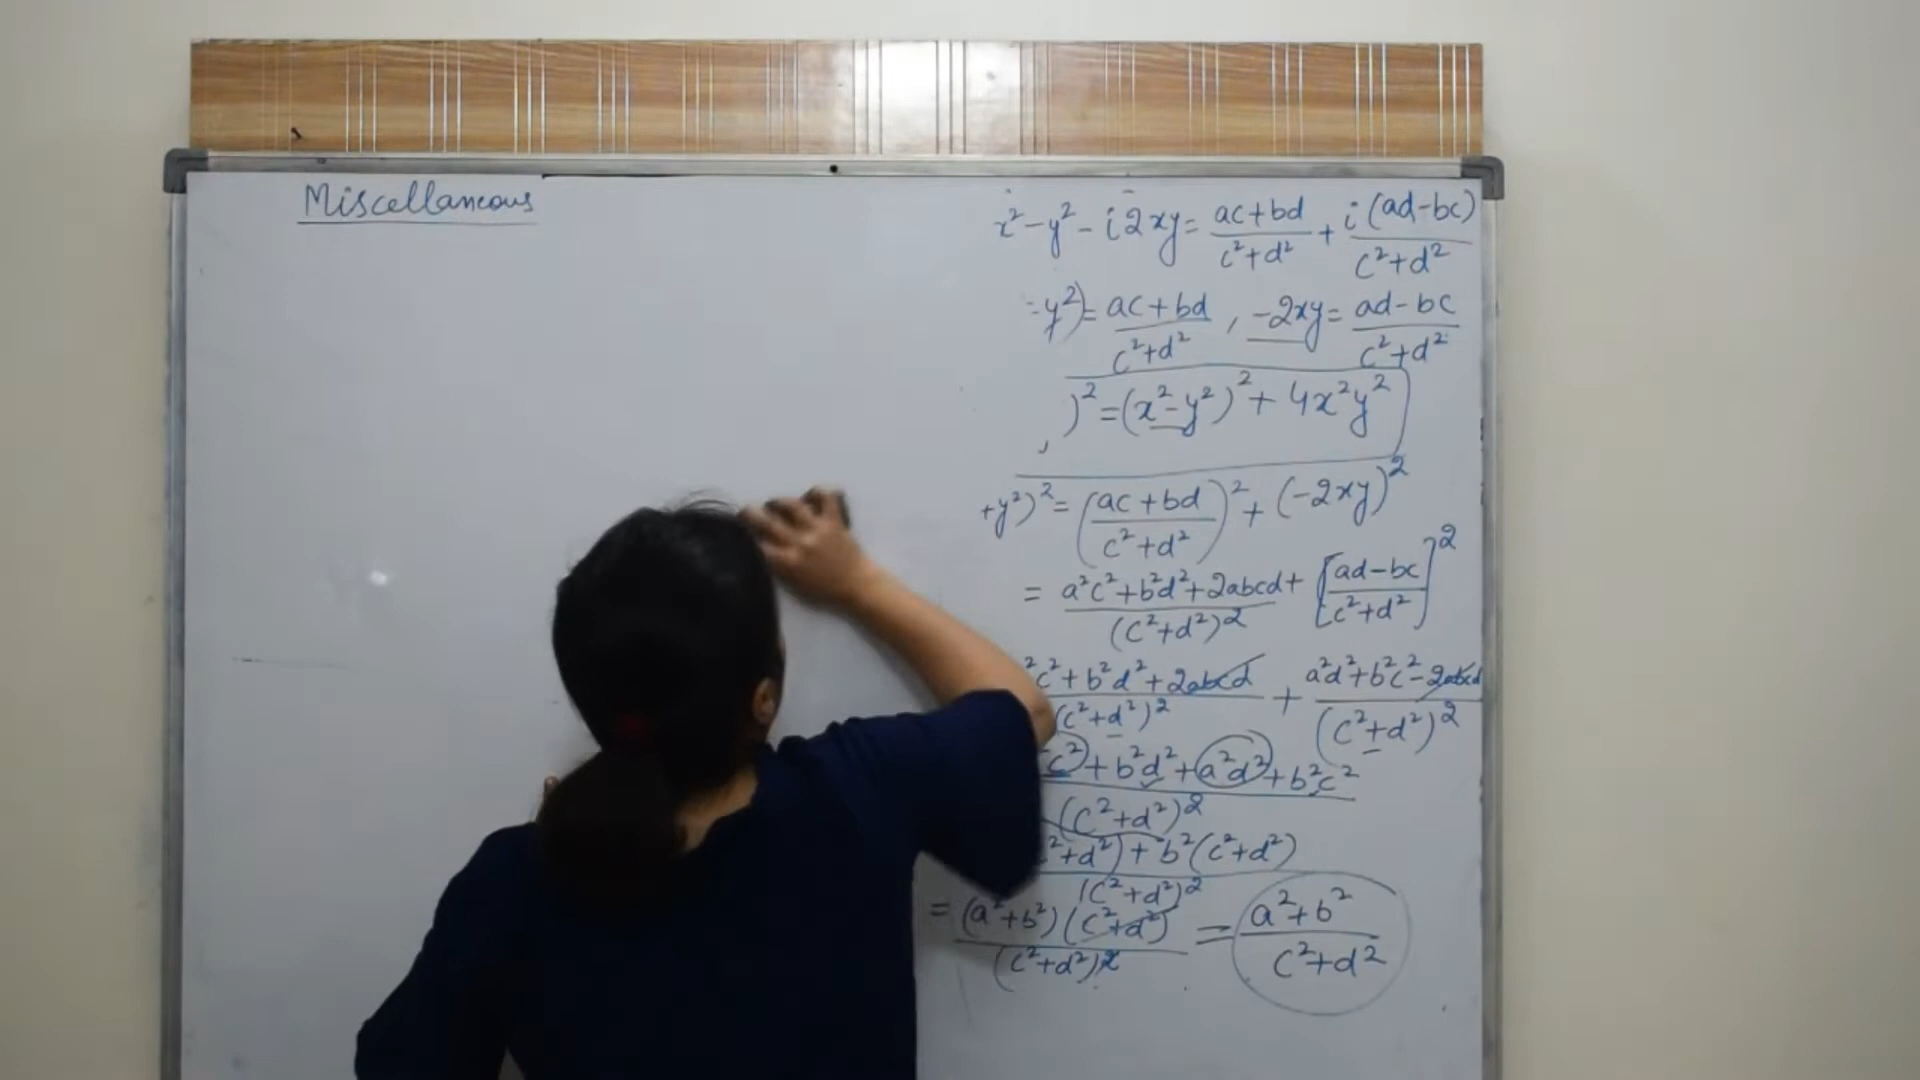 Miscellaneous
x²-y²-i2xy = ac+bd/c²+d² + i(ad-bc)/c²+d²
-y²) = ac+bd/c²+d² , -2xy = ad-bc/c²+d²
)² = (x²-y²)² + 4x²y²
+y²)² = (ac+bd/c²+d²)² + (-2xy)²
= a²c²+b²d²+2abcd/(c²+d²)² + [ad-bc/c²+d²]²
²c²+b²d²+2abcd/(c²+d²)² + a²d²+b²c²-2abcd/(c²+d²)²
c²+b²d²+a²d²+b²c²/(c²+d²)²
²+d²)+b²(c²+d²)/(c²+d²)²
= (a²+b²)(c²+d²)/(c²+d²)² = a²+b²/c²+d²